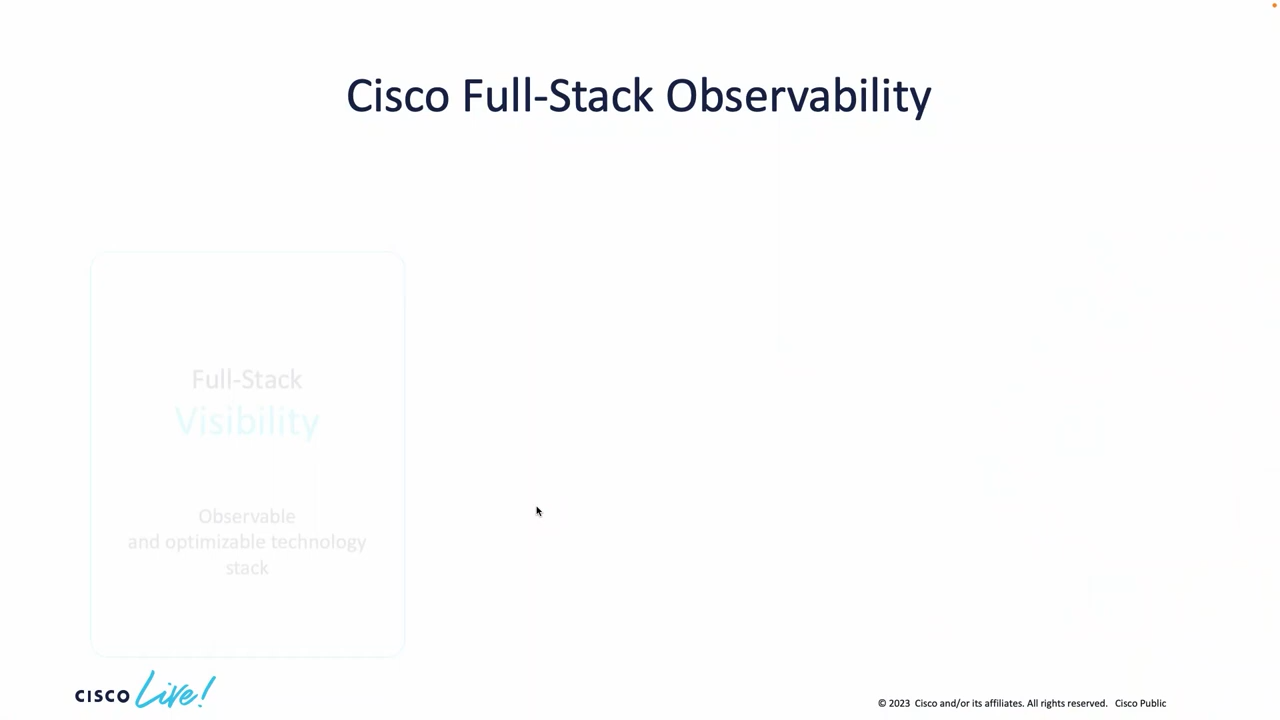 Cisco Full-Stack Observability
Full-Stack
Visibility
Observable
and optimizable technology
stack
CISCO Live!
© 2023 Cisco and/or its affiliates. All rights reserved. Cisco Public